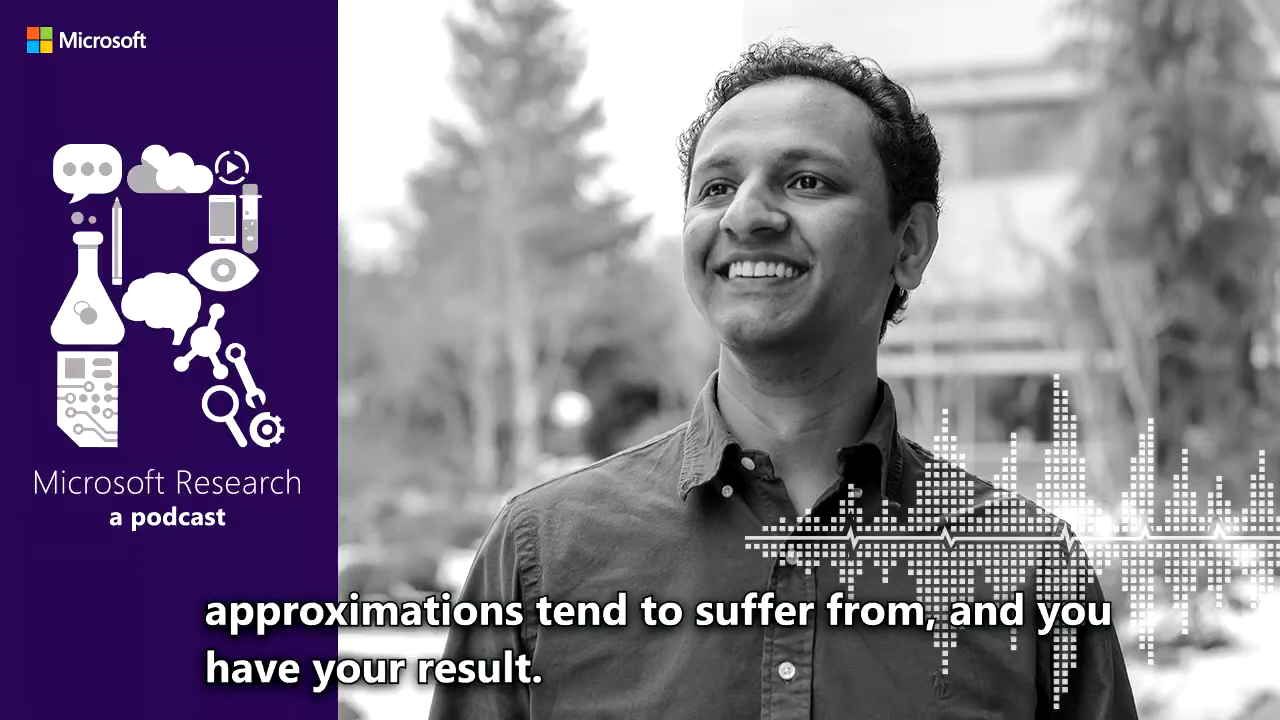 Microsoft
Microsoft Research
a podcast
approximations tend to suffer from, and you
have your result.